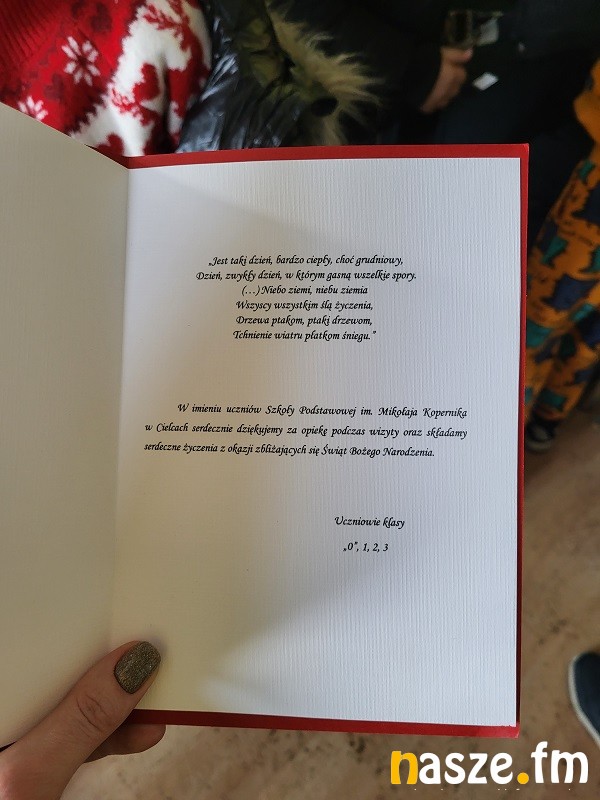 „Jest taki dzień, bardzo ciepły, choć grudniowy,
Dzień, zwykły dzień, w którym gasną wszelkie spory.
(…) Niebo ziemi, niebu ziemia
Wszyscy wszystkim ślą życzenia,
Drzewa ptakom, ptaki drzewom,
Tchnienie wiatru płatkom śniegu.”
W imieniu uczniów Szkoły Podstawowej im. Mikołaja Kopernika
w Cielcach serdecznie dziękujemy za opiekę podczas wizyty oraz składamy
serdeczne życzenia z okazji zbliżających się Świąt Bożego Narodzenia.
Uczniowie klasy
„0”, 1, 2, 3
nasze.fm